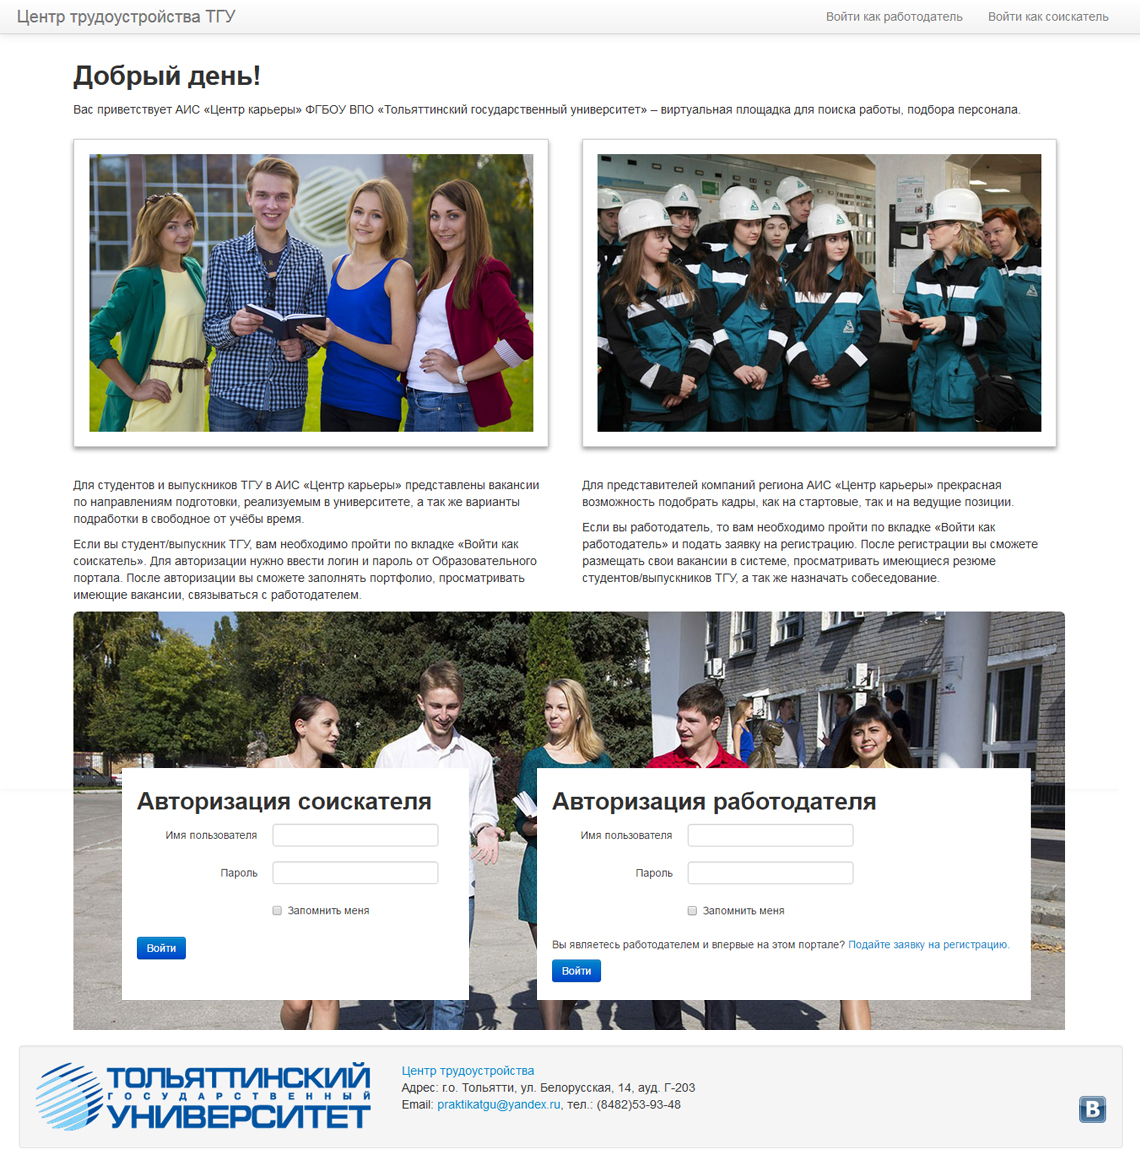 Центр трудоустройства ТГУ
Войти как работодатель Войти как соискатель
Добрый день!
Вас приветствует АИС «Центр карьеры» ФГБОУ ВПО «Тольяттинский государственный университет» – виртуальная площадка для поиска работы, подбора персонала.
Для студентов и выпускников ТГУ в АИС «Центр карьеры» представлены вакансии
по направлениям подготовки, реализуемым в университете, а так же варианты
подработки в свободное от учёбы время.
Если вы студент/выпускник ТГУ, вам необходимо пройти по вкладке «Войти как
соискатель». Для авторизации нужно ввести логин и пароль от Образовательного
портала. После авторизации вы сможете заполнять портфолио, просматривать
имеющие вакансии, связываться с работодателем.
Для представителей компаний региона АИС «Центр карьеры» прекрасная
возможность подобрать кадры, как на стартовые, так и на ведущие позиции.
Если вы работодатель, то вам необходимо пройти по вкладке «Войти как
работодатель» и подать заявку на регистрацию. После регистрации вы сможете
размещать свои вакансии в системе, просматривать имеющиеся резюме
студентов/выпускников ТГУ, а так же назначать собеседование.
Авторизация соискателя
Имя пользователя
Пароль
Запомнить меня
Войти
Авторизация работодателя
Имя пользователя
Пароль
Запомнить меня
Вы являетесь работодателем и впервые на этом портале? Подайте заявку на регистрацию.
Войти
ТОЛЬЯТТИНСКИЙ
ГОСУДАРСТВЕННЫЙ
УНИВЕРСИТЕТ
Центр трудоустройства
Адрес: г.о. Тольятти, ул. Белорусская, 14, ауд. Г-203
Email: praktikatgu@yandex.ru, тел.: (8482)53-93-48
В